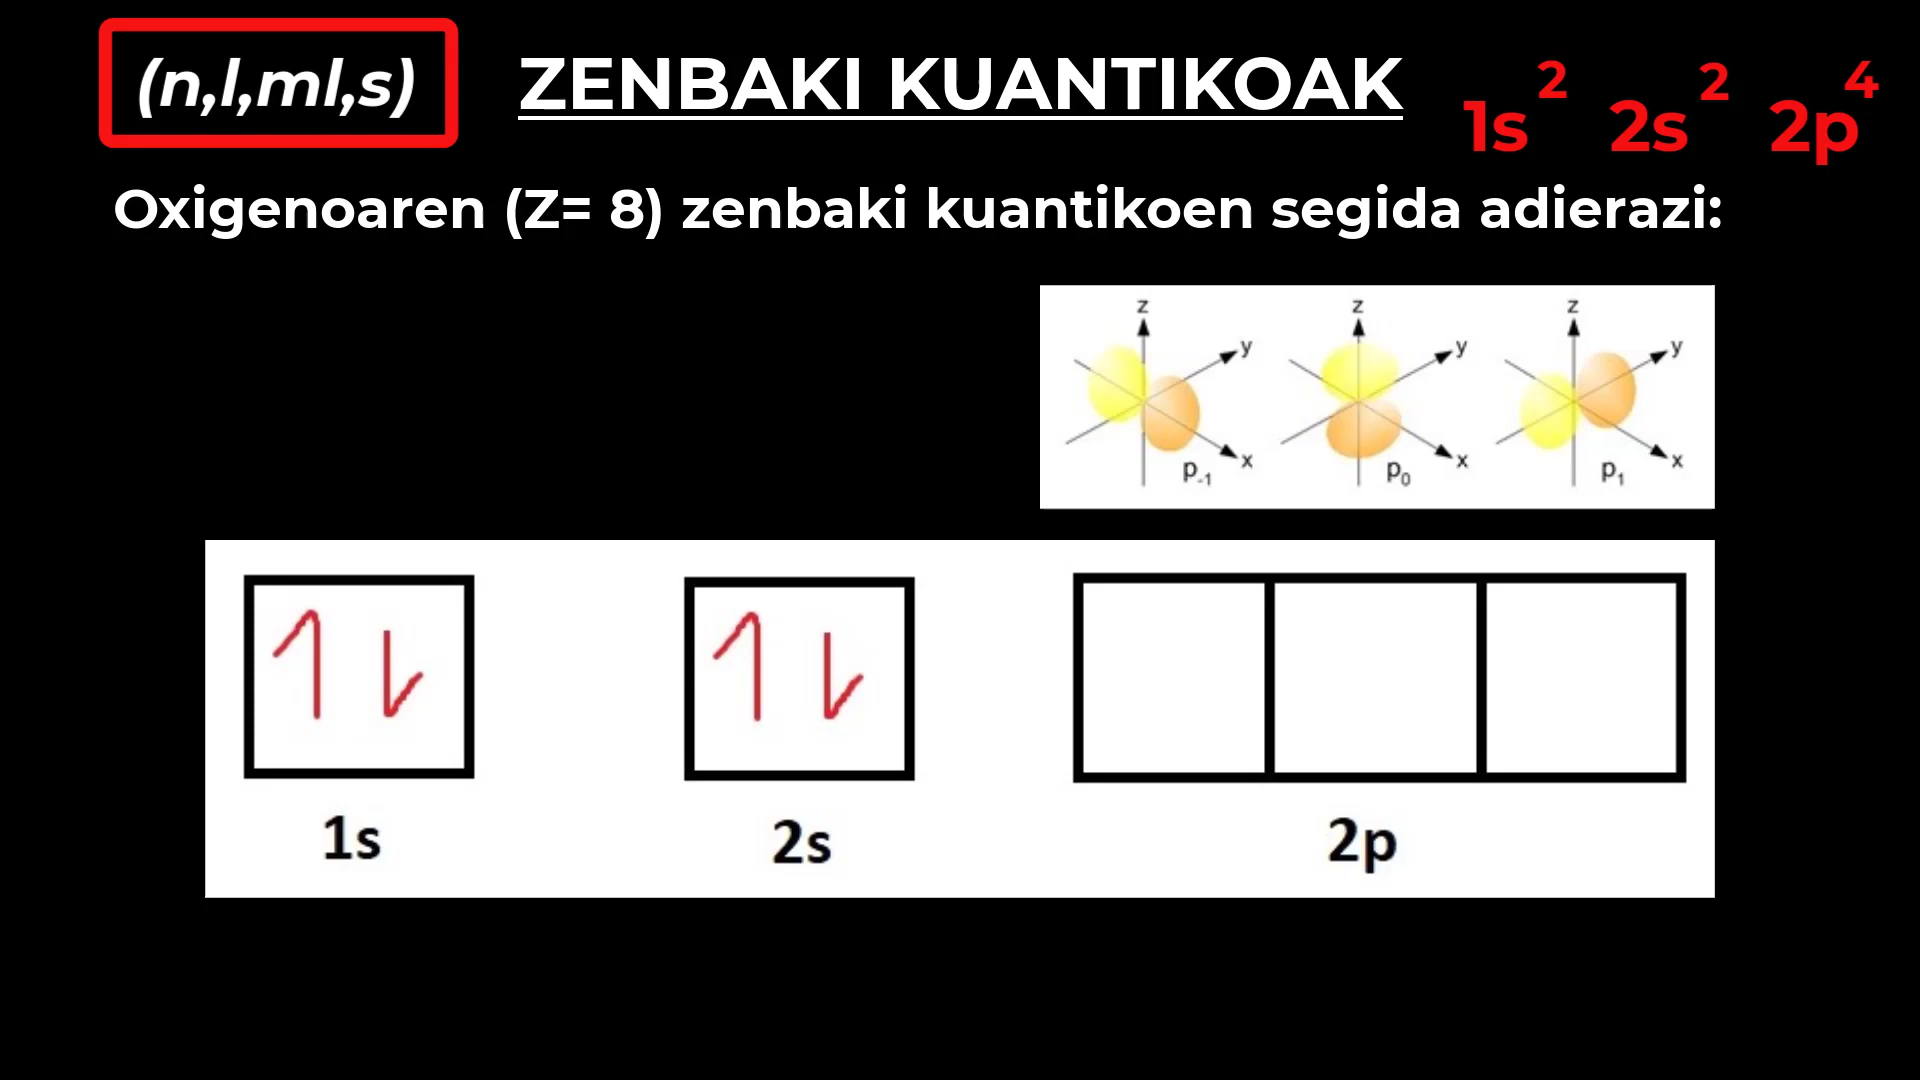 (n,l,ml,s)
ZENBAKI KUANTIKOAK
1s² 2s² 2p⁴
Oxigenoaren (Z= 8) zenbaki kuantikoen segida adierazi:
z z z
y y y
x x x
p₋₁ p₀ p₁
1s 2s 2p